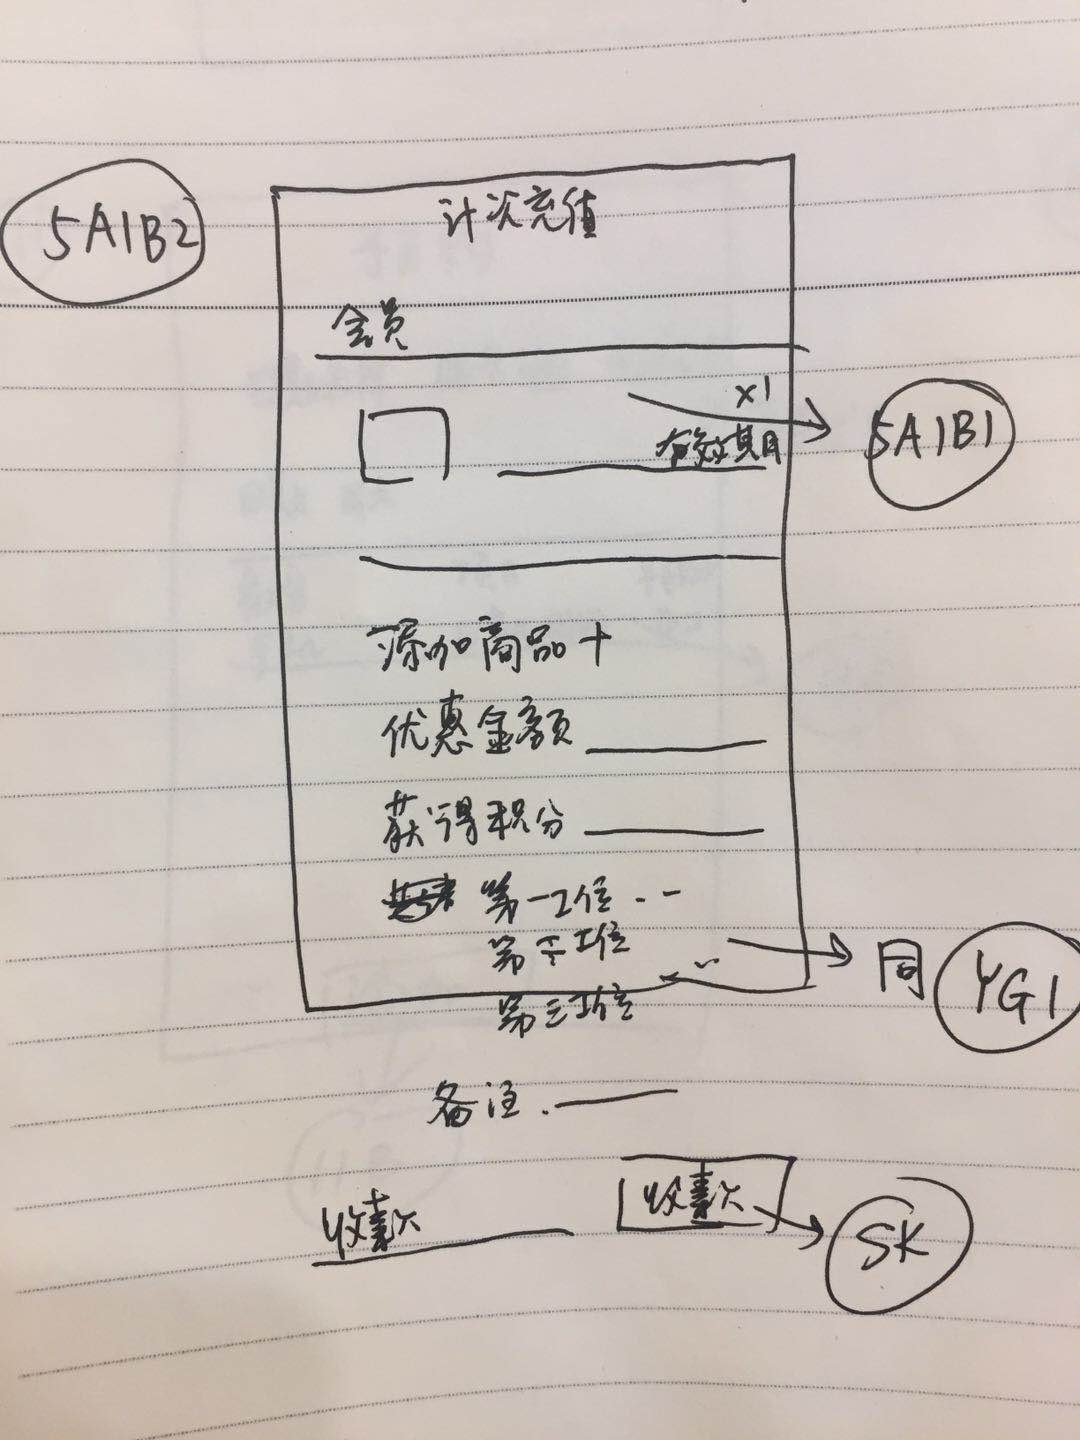 5A1B2
计次充值
会员
x1
有效期
5A1B1
添加商品+
优惠金额
获得积分
第一工位
第二工位
同 YG1
第三工位
备注
收款 收款
SK